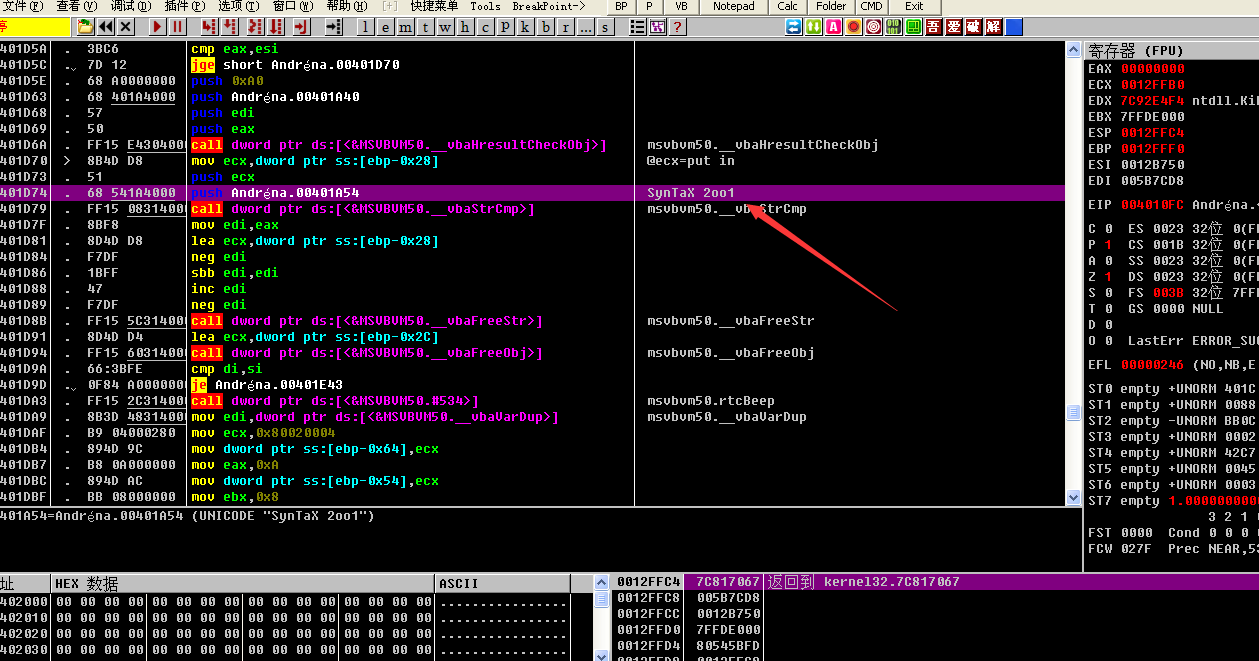 文件(F) 查看(V) 调试(D) 插件(P) 选项(T) 窗口(W) 帮助(H) [+] 快捷菜单 Tools BreakPoint-> BP P VB Notepad Calc Folder CMD Exit
l e m t w h c p k b r ... s ? A 吾 爱 破 解
401D5A . 3BC6 cmp eax,esi
401D5C . 7D 12 jge short Andréna.00401D70
401D5E . 68 A0000000 push 0xA0
401D63 . 68 401A4000 push Andréna.00401A40
401D68 . 57 push edi
401D69 . 50 push eax
401D6A . FF15 E4304000 call dword ptr ds:[<&MSVBVM50.__vbaHresultCheckObj>] msvbvm50.__vbaHresultCheckObj
401D70 > 8B4D D8 mov ecx,dword ptr ss:[ebp-0x28] @ecx=put in
401D73 . 51 push ecx
401D74 . 68 541A4000 push Andréna.00401A54 SynTaX 2oo1
401D79 . FF15 0831400 call dword ptr ds:[<&MSVBVM50.__vbaStrCmp>] msvbvm50.__vbaStrCmp
401D7F . 8BF8 mov edi,eax
401D81 . 8D4D D8 lea ecx,dword ptr ss:[ebp-0x28]
401D84 . F7DF neg edi
401D86 . 1BFF sbb edi,edi
401D88 . 47 inc edi
401D89 . F7DF neg edi
401D8B . FF15 5C31400 call dword ptr ds:[<&MSVBVM50.__vbaFreeStr>] msvbvm50.__vbaFreeStr
401D91 . 8D4D D4 lea ecx,dword ptr ss:[ebp-0x2C]
401D94 . FF15 6031400 call dword ptr ds:[<&MSVBVM50.__vbaFreeObj>] msvbvm50.__vbaFreeObj
401D9A . 66:3BFE cmp di,si
401D9D . 0F84 A000000 je Andréna.00401E43
401DA3 . FF15 2C31400 call dword ptr ds:[<&MSVBVM50.#534>] msvbvm50.rtcBeep
401DA9 . 8B3D 4831400 mov edi,dword ptr ds:[<&MSVBVM50.__vbaVarDup>] msvbvm50.__vbaVarDup
401DAF . B9 04000280 mov ecx,0x80020004
401DB4 . 894D 9C mov dword ptr ss:[ebp-0x64],ecx
401DB7 . B8 0A000000 mov eax,0xA
401DBC . 894D AC mov dword ptr ss:[ebp-0x54],ecx
401DBF . BB 08000000 mov ebx,0x8
401A54=Andréna.00401A54 (UNICODE "SynTaX 2oo1")
寄存器 (FPU)
EAX 00000000
ECX 0012FFB0
EDX 7C92E4F4 ntdll.Ki
EBX 7FFDE000
ESP 0012FFC4
EBP 0012FFF0
ESI 0012B750
EDI 005B7CD8
EIP 004010FC Andréna.<
C 0 ES 0023 32位 0(F
P 1 CS 001B 32位 0(F
A 0 SS 0023 32位 0(F
Z 1 DS 0023 32位 0(F
S 0 FS 003B 32位 7FF
T 0 GS 0000 NULL
D 0
O 0 LastErr ERROR_SU
EFL 00000246 (NO,NB,E
ST0 empty +UNORM 401C
ST1 empty +UNORM 0088
ST2 empty -UNORM BB0C
ST3 empty +UNORM 0002
ST4 empty +UNORM 42C7
ST5 empty +UNORM 0045
ST6 empty +UNORM 0003
ST7 empty 1.000000000
3 2 1
FST 0000 Cond 0 0 0
FCW 027F Prec NEAR,5
址 HEX 数据 ASCII
402000 00 00 00 00 00 00 00 00 00 00 00 00 00 00 00 00 ................
402010 00 00 00 00 00 00 00 00 00 00 00 00 00 00 00 00 ................
402020 00 00 00 00 00 00 00 00 00 00 00 00 00 00 00 00 ................
402030 00 00 00 00 00 00 00 00 00 00 00 00 00 00 00 00 ................
0012FFC4 7C817067 返回到 kernel32.7C817067
0012FFC8 005B7CD8
0012FFCC 0012B750
0012FFD0 7FFDE000
0012FFD4 80545BFD